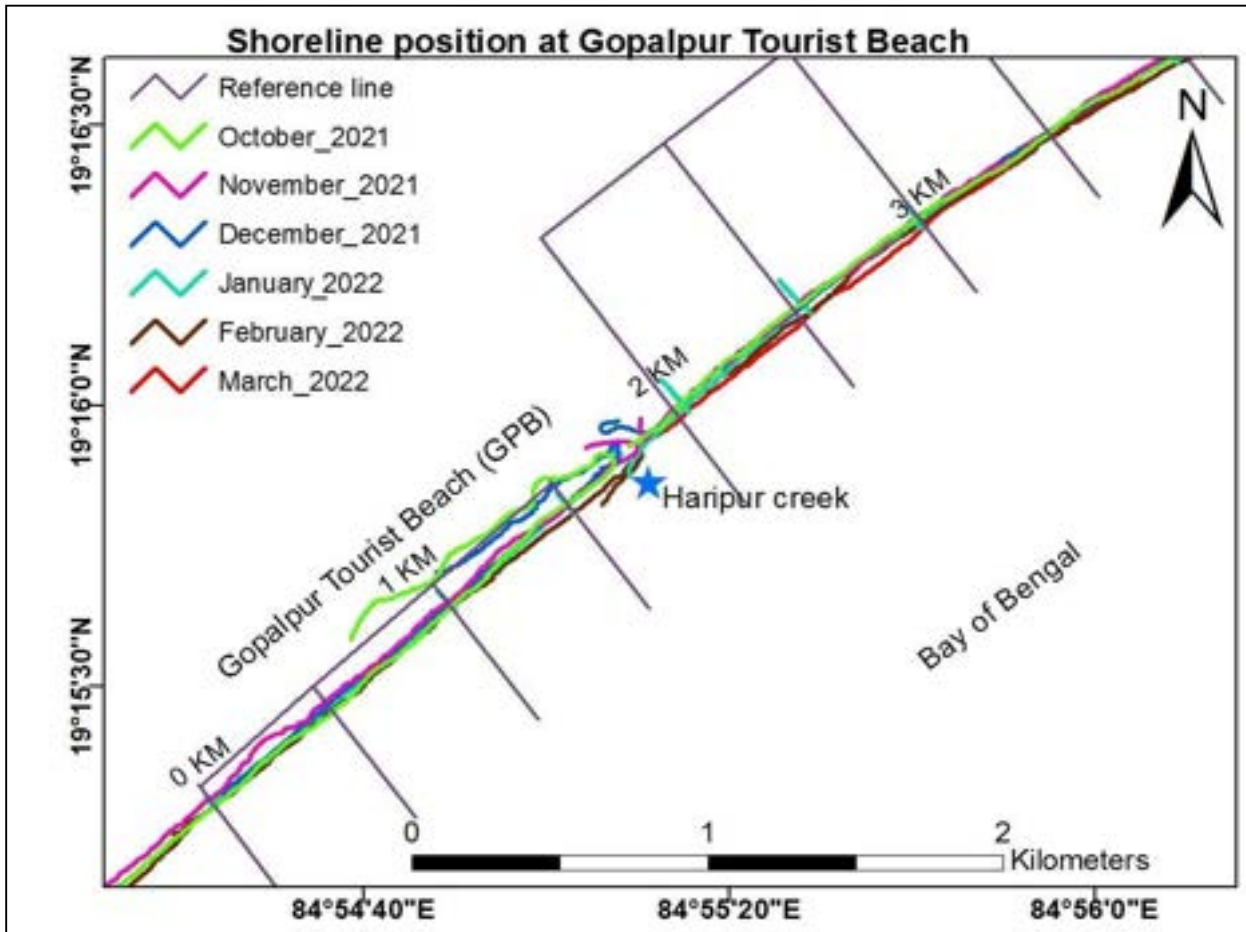 Shoreline position at Gopalpur Tourist Beach
Reference line
October_2021
November_2021
December_2021
January_2022
February_2022
March_2022
N
19°16'30"N
19°16'0"N
19°15'30"N
3 KM
2 KM
Gopalpur Tourist Beach (GPB)
1 KM
0 KM
Haripur creek
Bay of Bengal
0 1 2
Kilometers
84°54'40"E 84°55'20"E 84°56'0"E